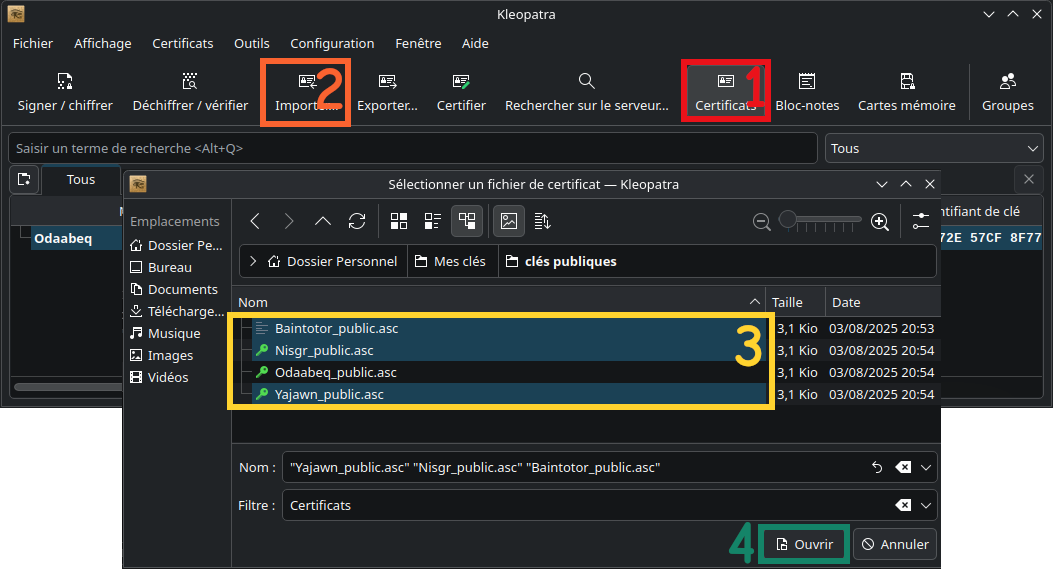 Kleopatra
Fichier Affichage Certificats Outils Configuration Fenêtre Aide
Signer / chiffrer Déchiffrer / vérifier Importer... Exporter... Certifier Rechercher sur le serveur... Certificats Bloc-notes Cartes mémoire Groupes
2
1
Saisir un terme de recherche <Alt+Q> Tous
Tous
Sélectionner un fichier de certificat — Kleopatra
ntifiant de clé
Odaabeq
72E 57CF 8F77
Emplacements
Dossier Pe...
Bureau
Documents
Télécharge...
Musique
Images
Vidéos
Dossier Personnel Mes clés clés publiques
Nom Taille Date
Baintotor_public.asc 3,1 Kio 03/08/2025 20:53
Nisgr_public.asc 3,1 Kio 03/08/2025 20:54
Odaabeq_public.asc 3,1 Kio 03/08/2025 20:54
Yajawn_public.asc 3,1 Kio 03/08/2025 20:54
3
Nom : "Yajawn_public.asc" "Nisgr_public.asc" "Baintotor_public.asc"
Filtre : Certificats
4
Ouvrir Annuler